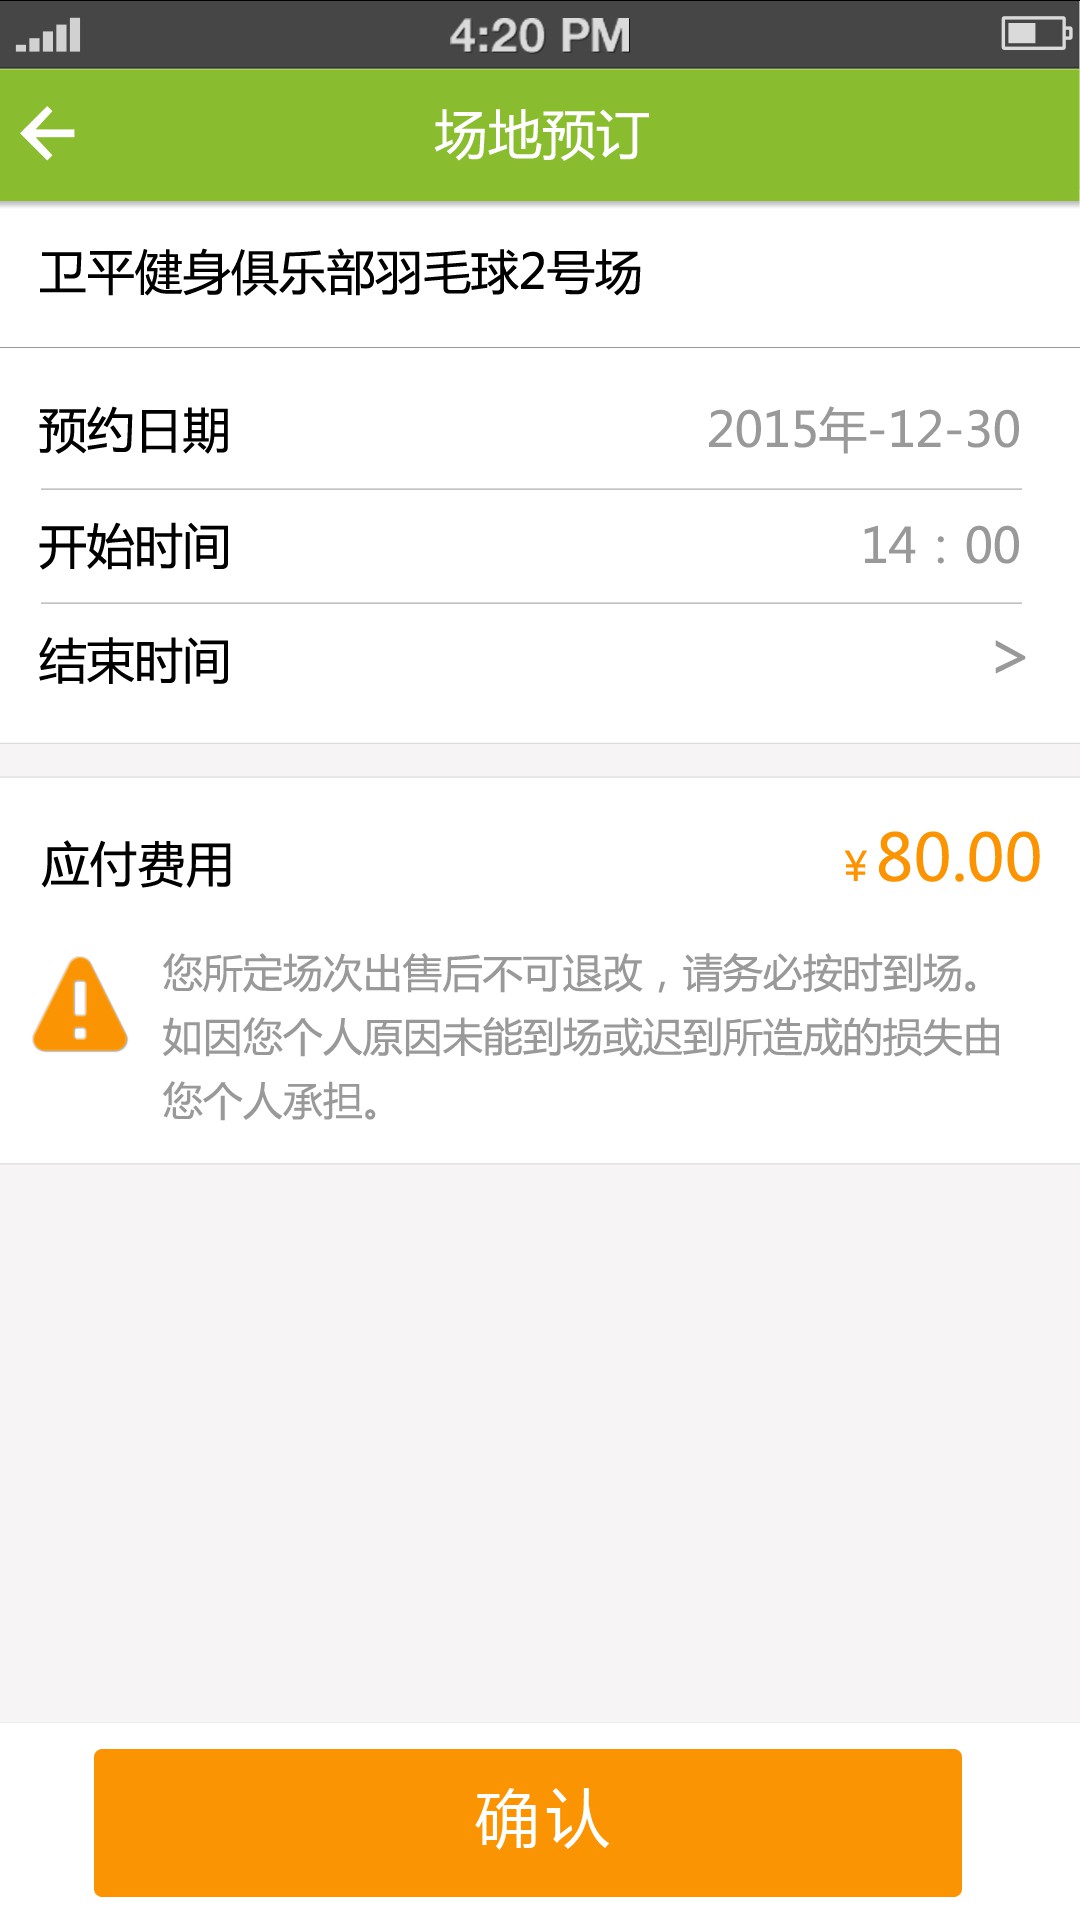 4:20 PM
场地预订
卫平健身俱乐部羽毛球2号场
预约日期 2015年-12-30
开始时间 14：00
结束时间 >
应付费用 ¥80.00
您所定场次出售后不可退改，请务必按时到场。
如因您个人原因未能到场或迟到所造成的损失由
您个人承担。
确认